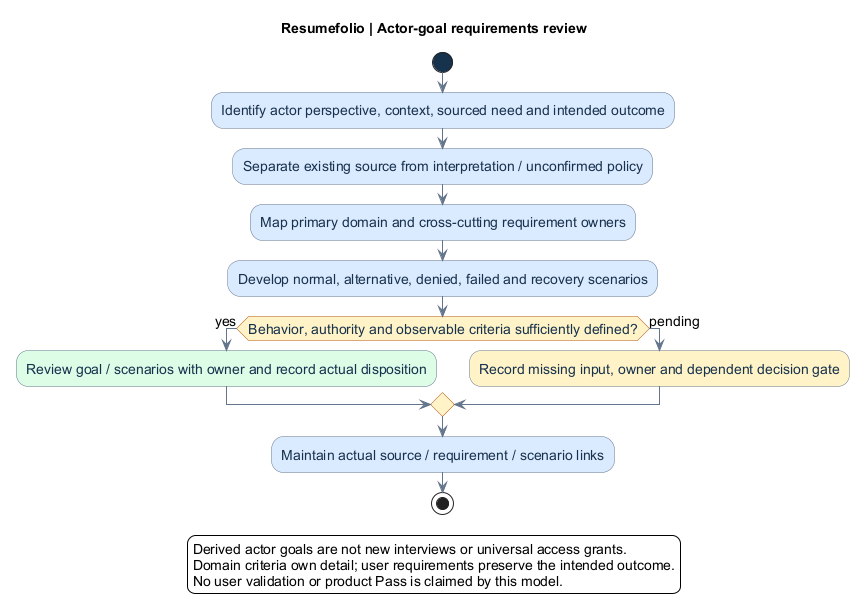 Resumefolio | Actor-goal requirements review
Identify actor perspective, context, sourced need and intended outcome
Separate existing source from interpretation / unconfirmed policy
Map primary domain and cross-cutting requirement owners
Develop normal, alternative, denied, failed and recovery scenarios
yes
Behavior, authority and observable criteria sufficiently defined?
pending
Review goal / scenarios with owner and record actual disposition
Record missing input, owner and dependent decision gate
Maintain actual source / requirement / scenario links
Derived actor goals are not new interviews or universal access grants.
Domain criteria own detail; user requirements preserve the intended outcome.
No user validation or product Pass is claimed by this model.